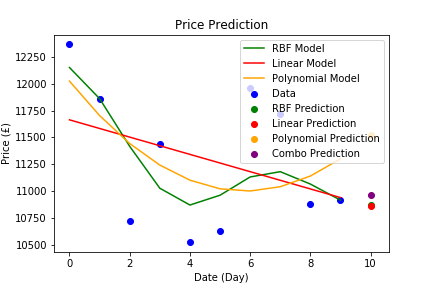 Price Prediction
RBF Model
Linear Model
Polynomial Model
Data
RBF Prediction
Linear Prediction
Polynomial Prediction
Combo Prediction
Price (£)
12250
12000
11750
11500
11250
11000
10750
10500
0
2
4
6
8
10
Date (Day)